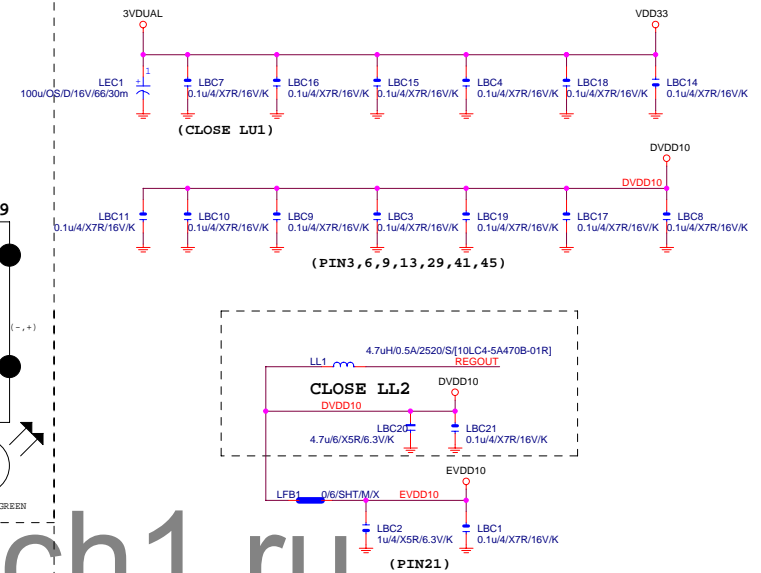 3VDUAL
VDD33
LEC1
100u/OS/D/16V/66/30m
1
+
LBC7
0.1u/4/X7R/16V/K
LBC16
0.1u/4/X7R/16V/K
LBC15
0.1u/4/X7R/16V/K
LBC4
0.1u/4/X7R/16V/K
LBC18
0.1u/4/X7R/16V/K
LBC14
0.1u/4/X7R/16V/K
(CLOSE LU1)
DVDD10
DVDD10
9
LBC11
0.1u/4/X7R/16V/K
LBC10
0.1u/4/X7R/16V/K
LBC9
0.1u/4/X7R/16V/K
LBC3
0.1u/4/X7R/16V/K
LBC19
0.1u/4/X7R/16V/K
LBC17
0.1u/4/X7R/16V/K
LBC8
0.1u/4/X7R/16V/K
(PIN3,6,9,13,29,41,45)
(-,+)
4.7uH/0.5A/2520/S/[10LC4-5A470B-01R]
LL1
REGOUT
CLOSE LL2
DVDD10
DVDD10
LBC20
4.7u/6/X5R/6.3V/K
LBC21
0.1u/4/X7R/16V/K
EVDD10
LFB1
0/6/SHT/M/X
EVDD10
GREEN
LBC2
1u/4/X5R/6.3V/K
LBC1
0.1u/4/X7R/16V/K
(PIN21)
ch1.ru